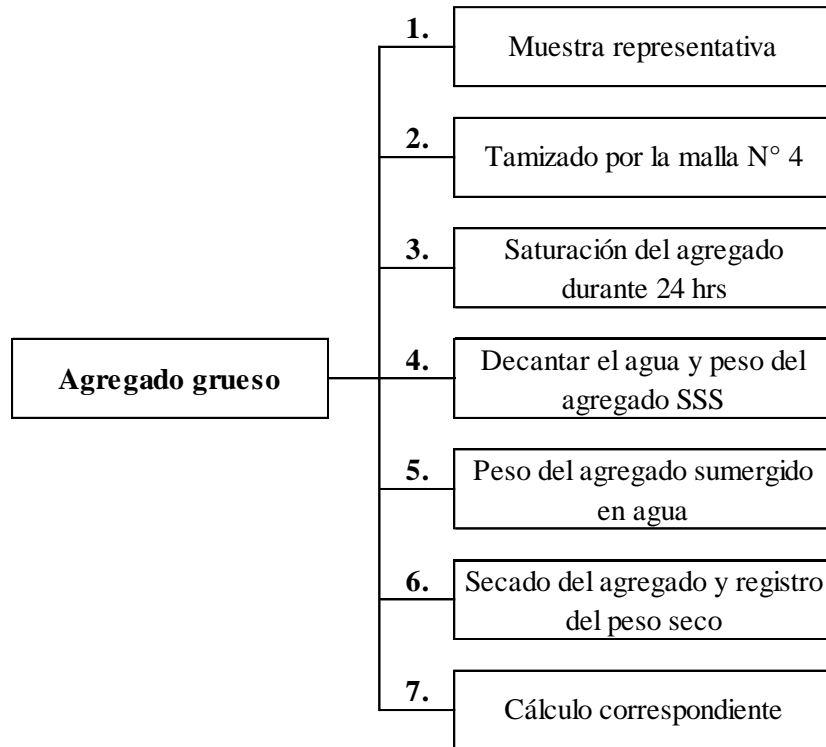 1.
Muestra representativa
2.
Tamizado por la malla N° 4
3.
Saturación del agregado
durante 24 hrs
Agregado grueso
4.
Decantar el agua y peso del
agregado SSS
5.
Peso del agregado sumergido
en agua
6.
Secado del agregado y registro
del peso seco
7.
Cálculo correspondiente